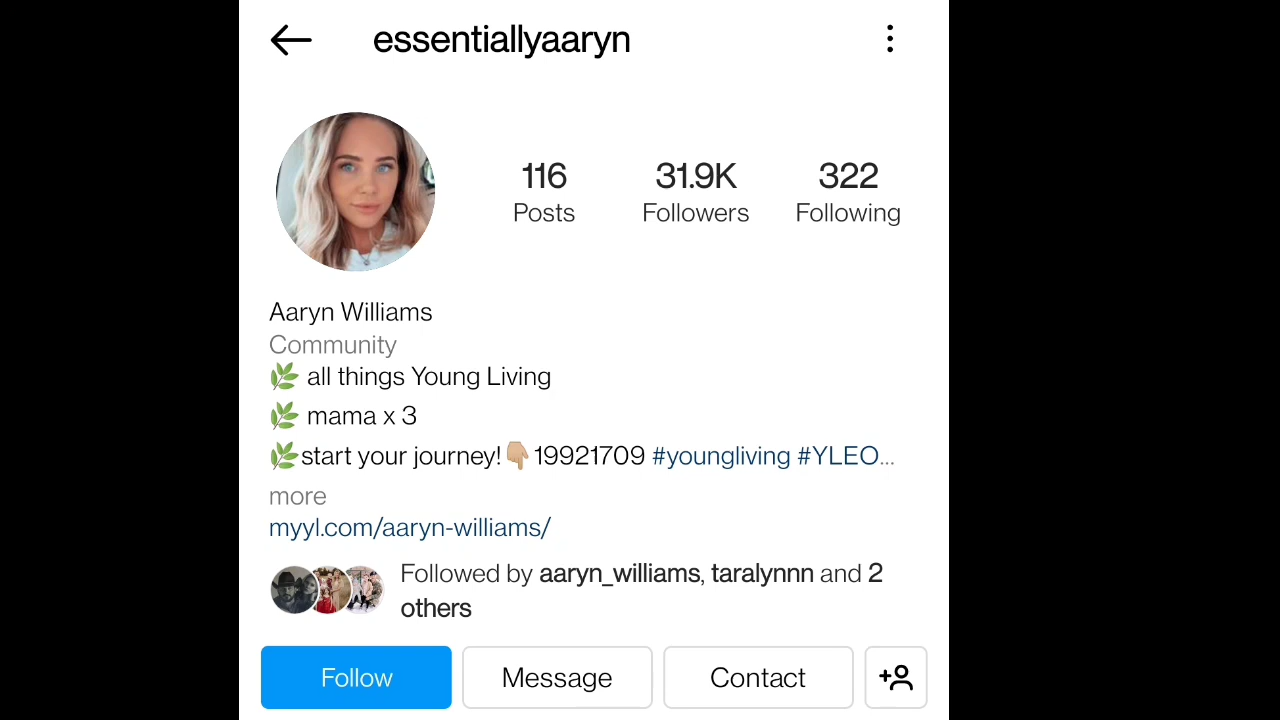 essentiallyaaryn
116
31.9K
322
Posts
Followers
Following
Aaryn Williams
Community
🌿 all things Young Living
🌿 mama x 3
🌿start your journey!👇🏼19921709 #youngliving #YLEO...
more
myyl.com/aaryn-williams/
Followed by aaryn_williams, taralynnn and 2
others
Follow
Message
Contact